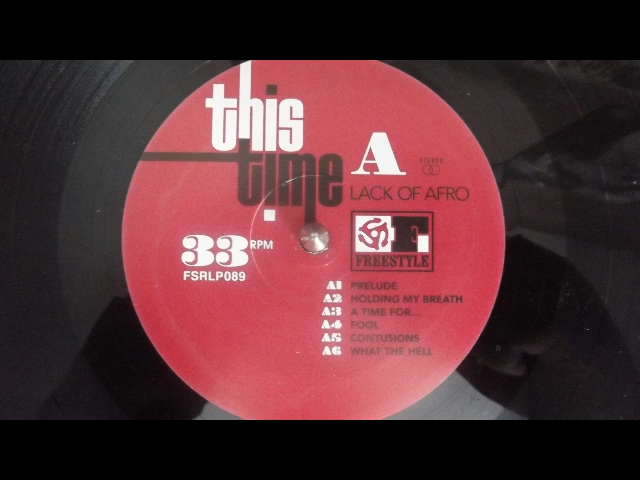 this
time
A
STEREO
LACK OF AFRO
33 RPM
FSRLP089
F
FREESTYLE
A1 PRELUDE
A2 HOLDING MY BREATH
A3 A TIME FOR...
A4 FOOL
A5 CONTUSIONS
A6 WHAT THE HELL